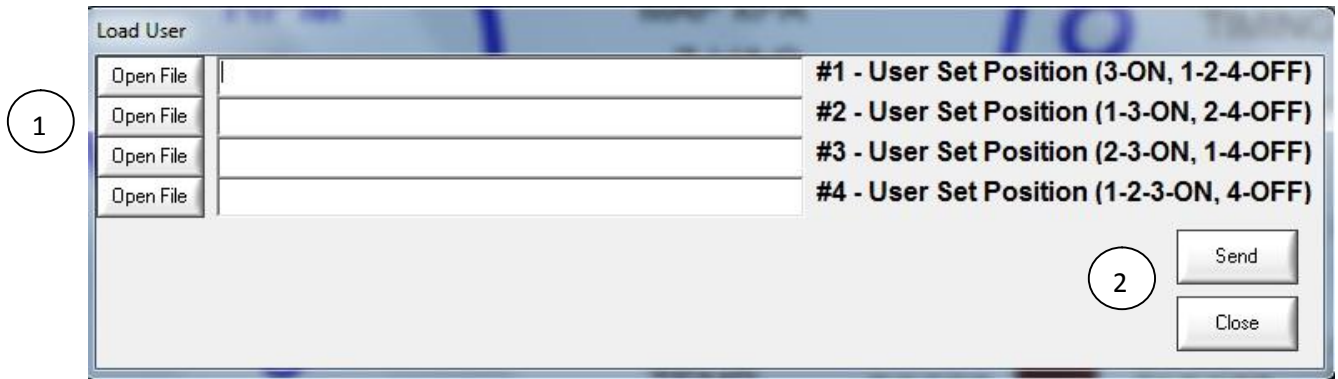 Load User
Open File #1 - User Set Position (3-ON, 1-2-4-OFF)
1
Open File #2 - User Set Position (1-3-ON, 2-4-OFF)
Open File #3 - User Set Position (2-3-ON, 1-4-OFF)
Open File #4 - User Set Position (1-2-3-ON, 4-OFF)
Send
2
Close